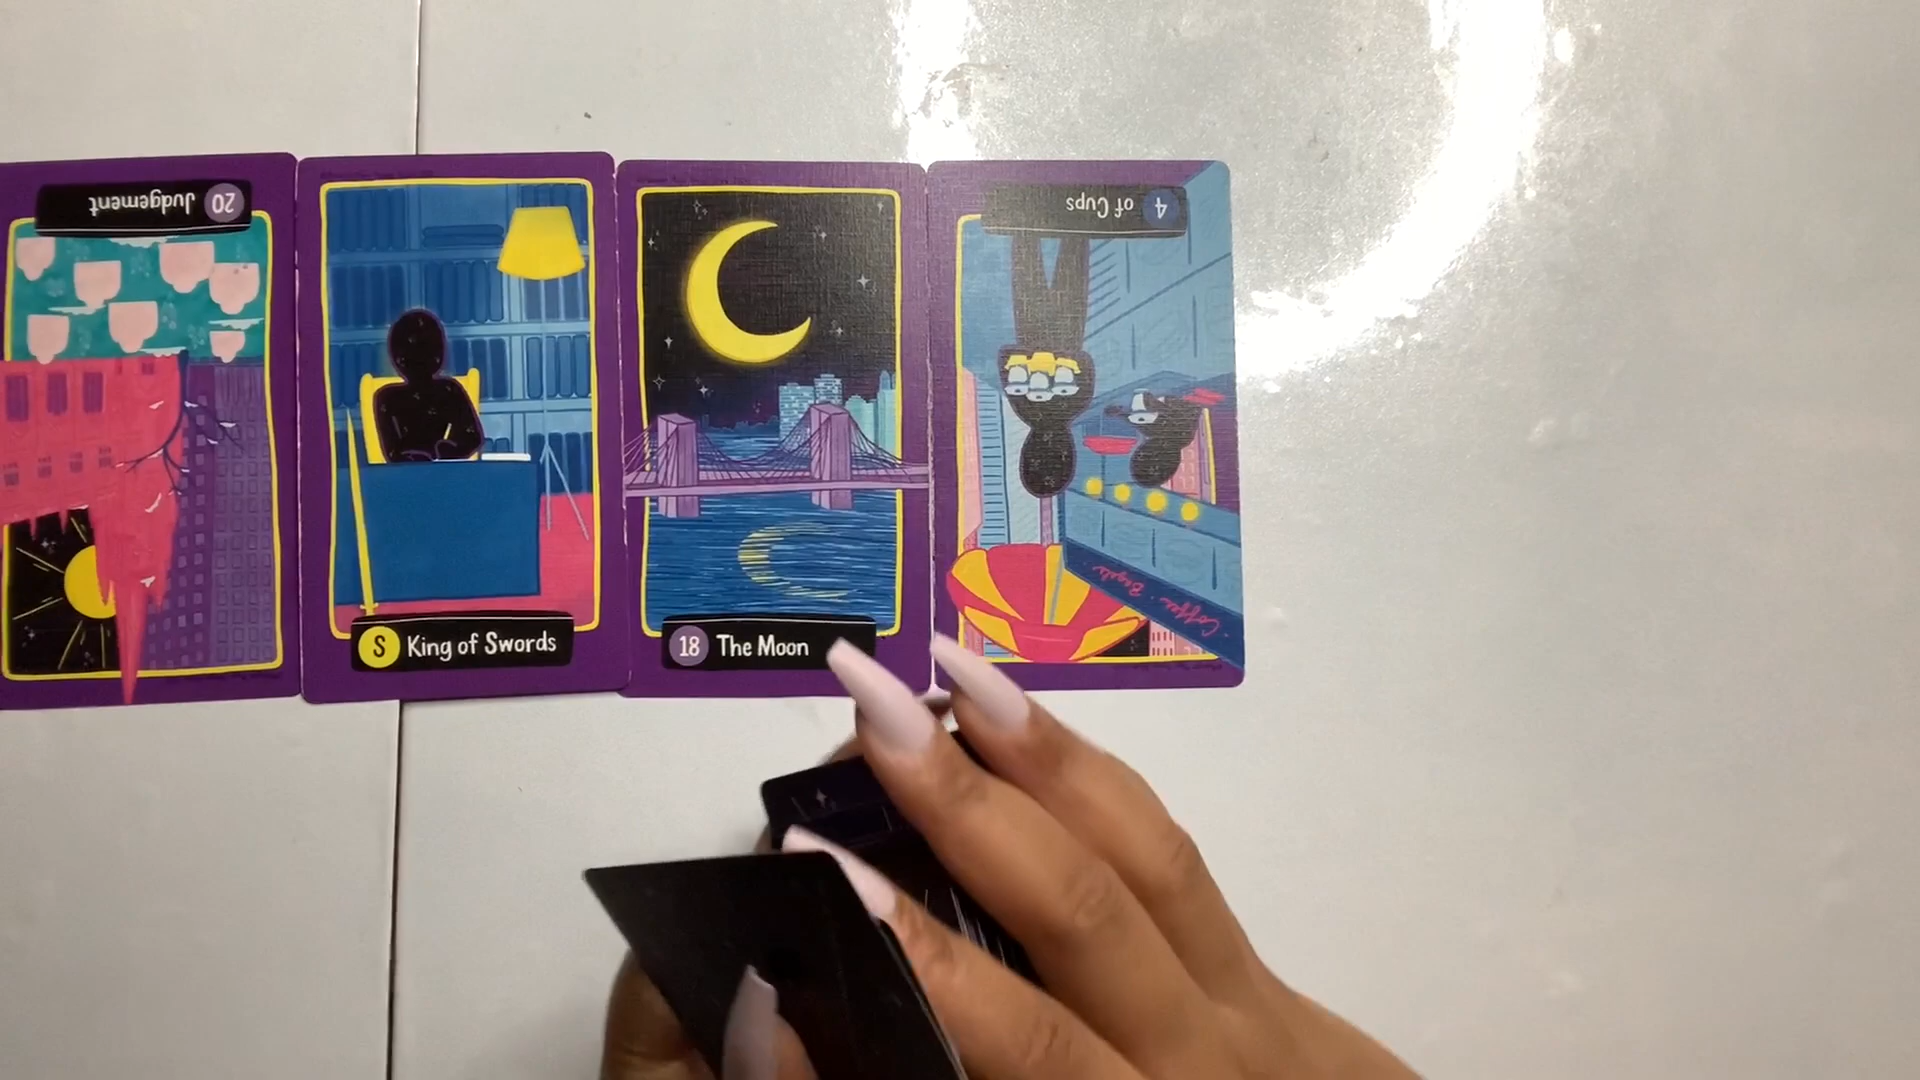 20 Judgement
S King of Swords
18 The Moon
4 of Cups
Coffee · Bagels ·